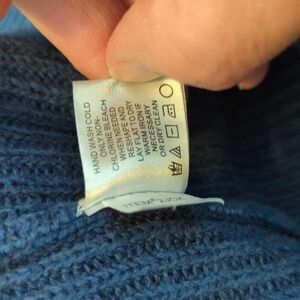 HAND WASH COLD
ONLY NON-
CHLORINE BLEACH
WHEN NEEDED
RESHAPE AND
LAY FLAT TO DRY
WARM IRON IF
NECESSARY
OR DRY CLEAN
ITEM